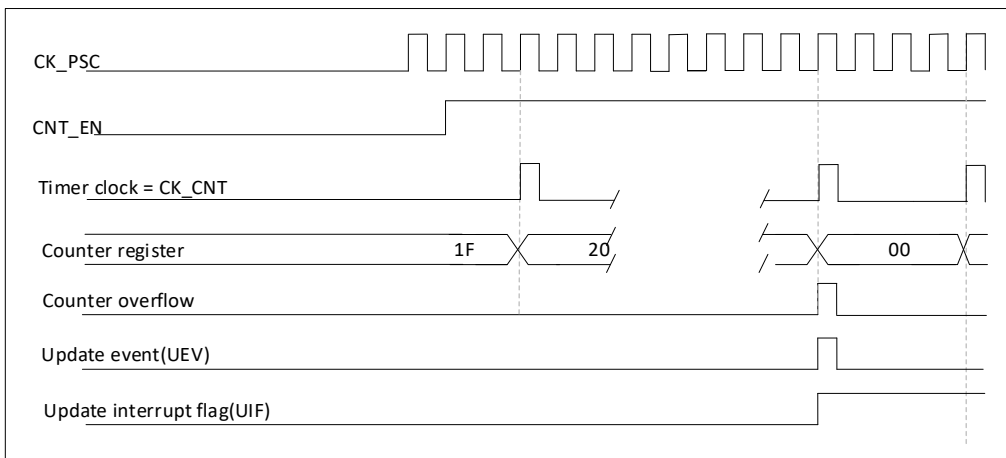 CK_PSC
CNT_EN
Timer clock = CK_CNT
Counter register 1F 20 00
Counter overflow
Update event(UEV)
Update interrupt flag(UIF)